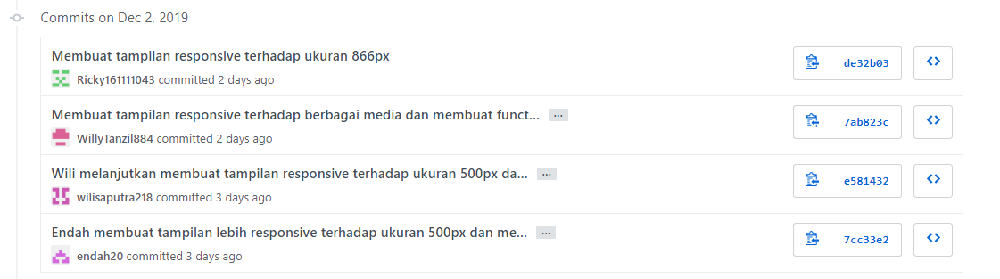 Commits on Dec 2, 2019
Membuat tampilan responsive terhadap ukuran 866px
Ricky161111043 committed 2 days ago
de32b03
Membuat tampilan responsive terhadap berbagai media dan membuat funct... ...
WillyTanzil884 committed 2 days ago
7ab823c
Wili melanjutkan membuat tampilan responsive terhadap ukuran 500px da... ...
wilisaputra218 committed 3 days ago
e581432
Endah membuat tampilan lebih responsive terhadap ukuran 500px dan me... ...
endah20 committed 3 days ago
7cc33e2